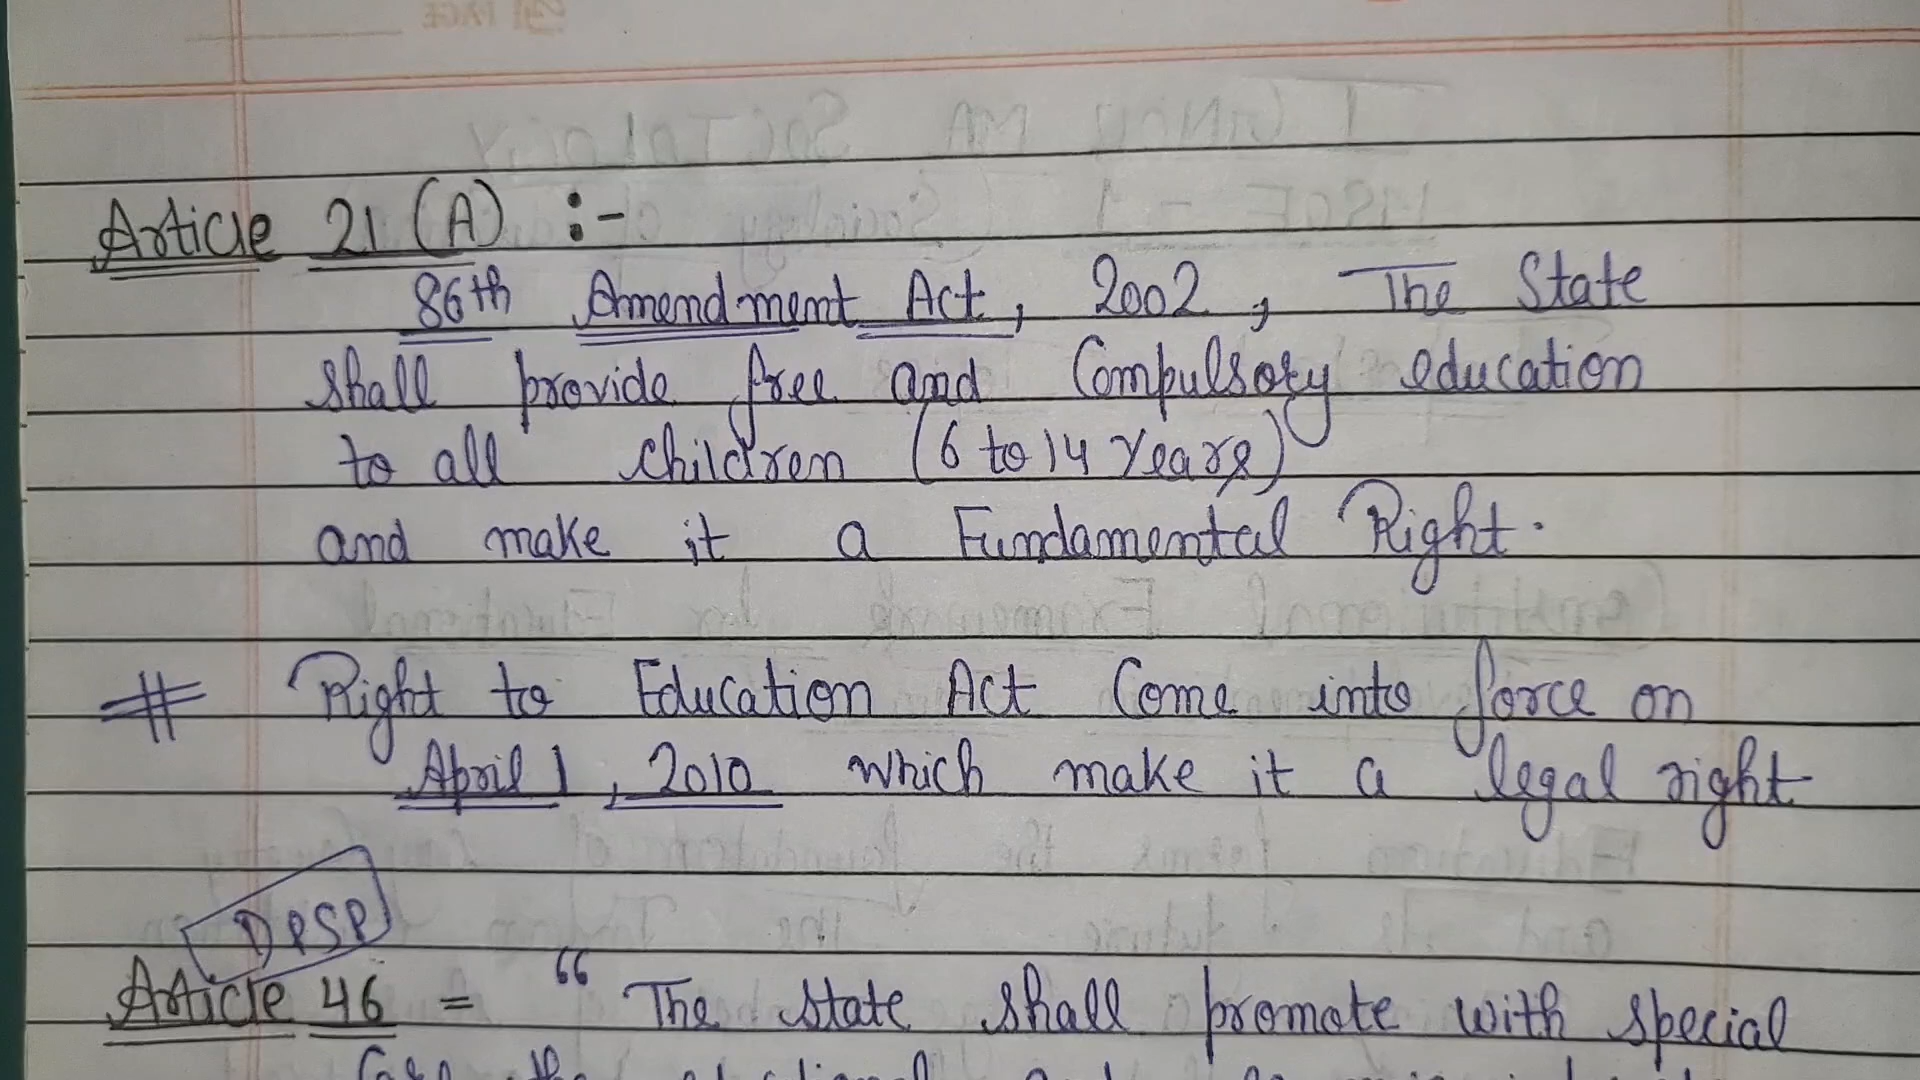 Article 21 (A) :-
86th Amendment Act, 2002, The State
shall provide free and Compulsory education
to all children (6 to 14 Years)
and make it a Fundamental Right.
# Right to Education Act Come into force on
April 1, 2010 which make it a legal right
DPSP
Article 46 = "The state shall promote with special